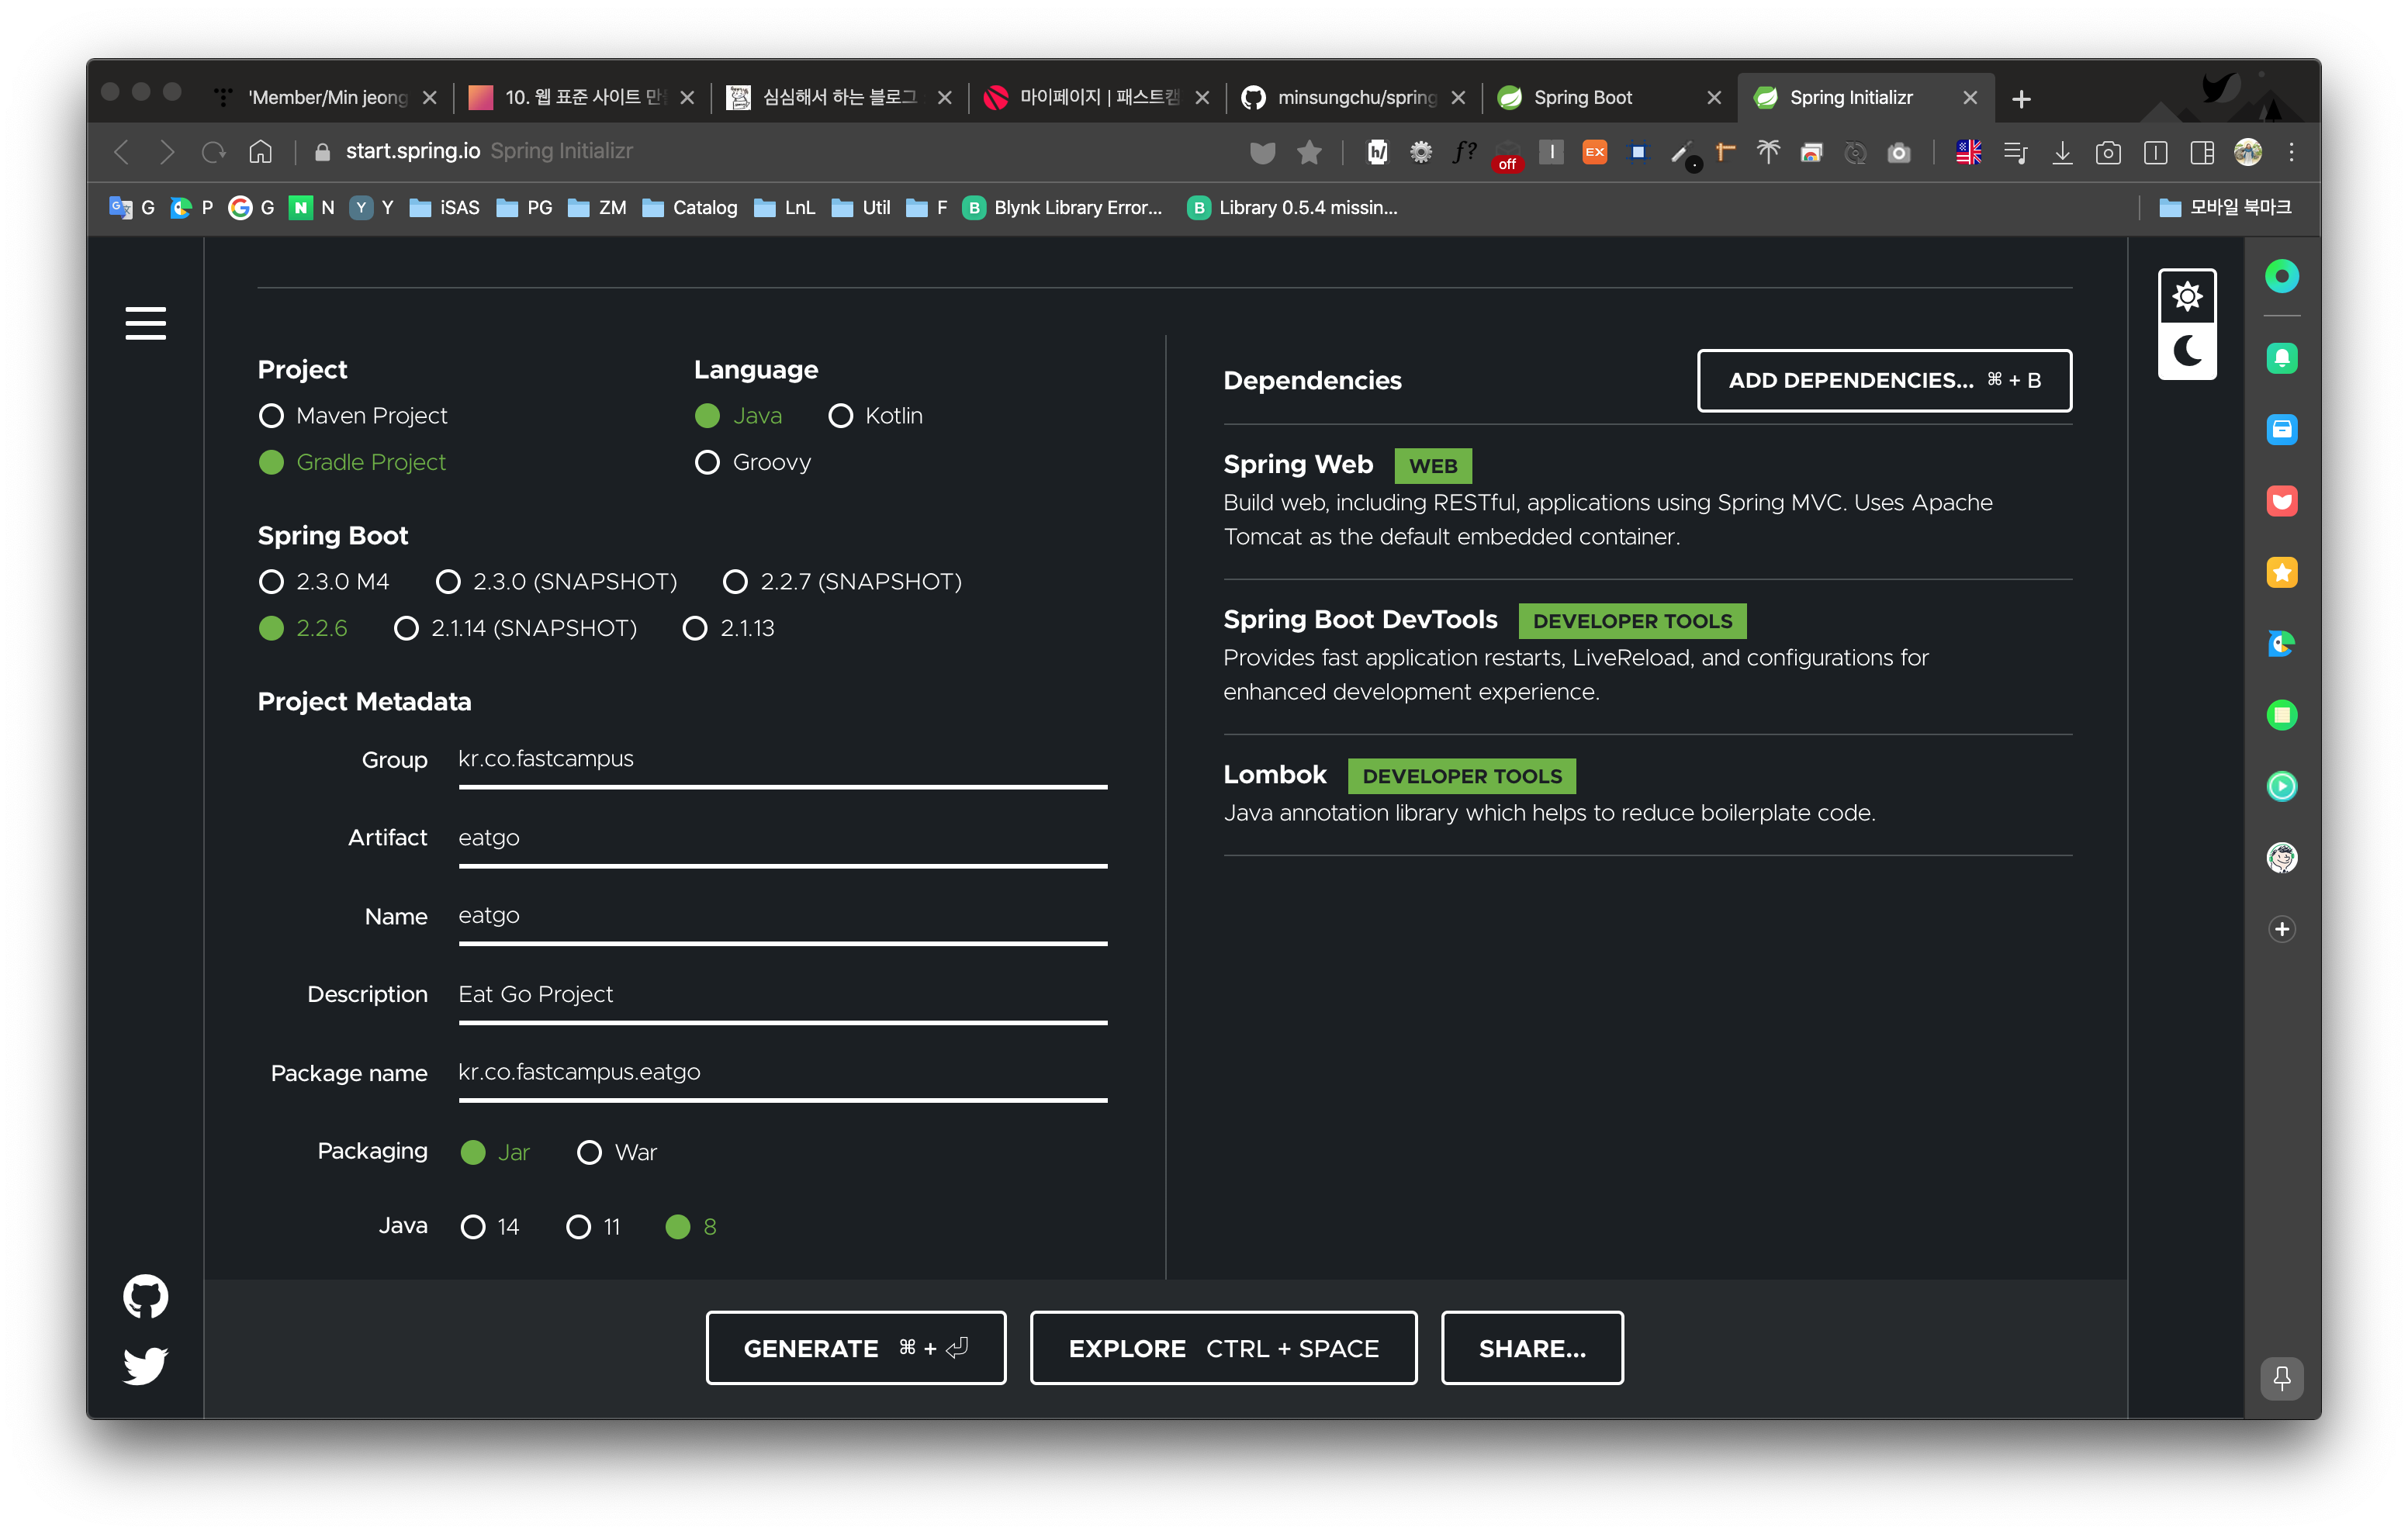 'Member/Min jeong
10. 웹 표준 사이트 만
심심해서 하는 블로그
마이페이지 | 패스트캠
minsungchu/spring
Spring Boot
Spring Initializr
start.spring.io Spring Initializr
h/ f? off EX
G P G N N Y Y iSAS PG ZM Catalog LnL Util F B Blynk Library Error... B Library 0.5.4 missin... 모바일 북마크
Project
Maven Project
Gradle Project
Language
Java Kotlin
Groovy
Spring Boot
2.3.0 M4 2.3.0 (SNAPSHOT) 2.2.7 (SNAPSHOT)
2.2.6 2.1.14 (SNAPSHOT) 2.1.13
Project Metadata
Group kr.co.fastcampus
Artifact eatgo
Name eatgo
Description Eat Go Project
Package name kr.co.fastcampus.eatgo
Packaging Jar War
Java 14 11 8
Dependencies ADD DEPENDENCIES... ⌘ + B
Spring Web WEB
Build web, including RESTful, applications using Spring MVC. Uses Apache
Tomcat as the default embedded container.
Spring Boot DevTools DEVELOPER TOOLS
Provides fast application restarts, LiveReload, and configurations for
enhanced development experience.
Lombok DEVELOPER TOOLS
Java annotation library which helps to reduce boilerplate code.
GENERATE ⌘ + ⏎ EXPLORE CTRL + SPACE SHARE...